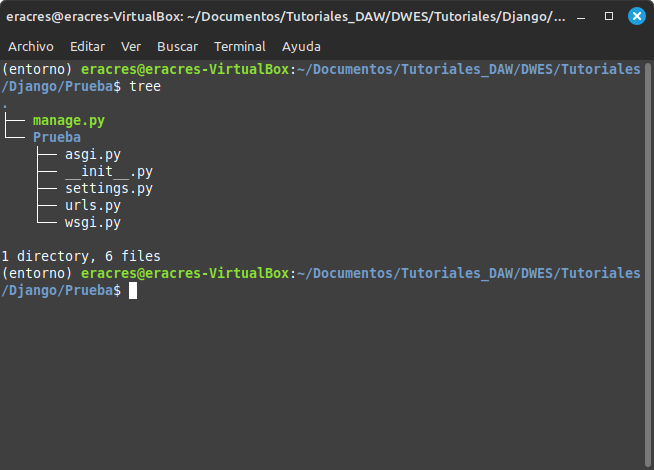 eracres@eracres-VirtualBox: ~/Documentos/Tutoriales_DAW/DWES/Tutoriales/Django/...
Archivo Editar Ver Buscar Terminal Ayuda
(entorno) eracres@eracres-VirtualBox:~/Documentos/Tutoriales_DAW/DWES/Tutoriales
/Django/Prueba$ tree
.
├── manage.py
└── Prueba
    ├── asgi.py
    ├── __init__.py
    ├── settings.py
    ├── urls.py
    └── wsgi.py
1 directory, 6 files
(entorno) eracres@eracres-VirtualBox:~/Documentos/Tutoriales_DAW/DWES/Tutoriales
/Django/Prueba$